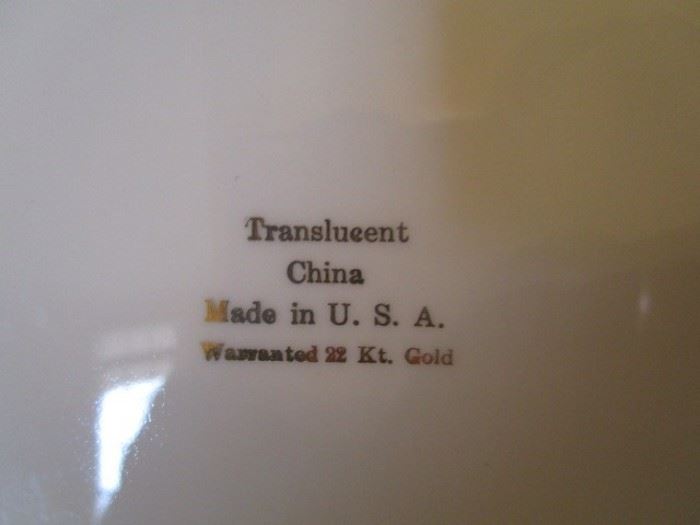 Translucent
China
Made in U. S. A.
Warranted 22 Kt. Gold